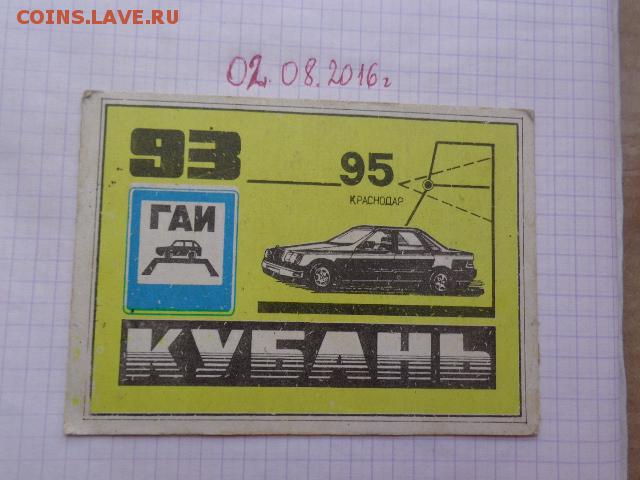 COINS.LAVE.RU
02.08.2016г
93
95
КРАСНОДАР
ГАИ
КУБАНЬ